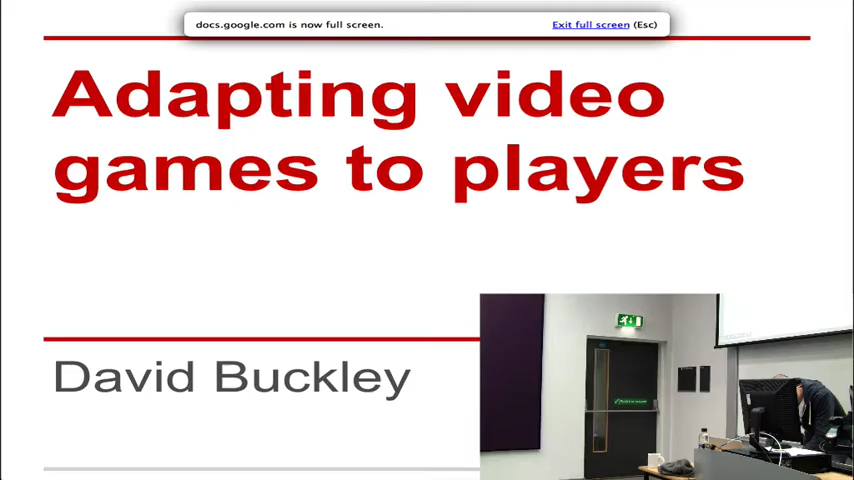 docs.google.com is now full screen. Exit full screen (Esc)
Adapting video
games to players
David Buckley